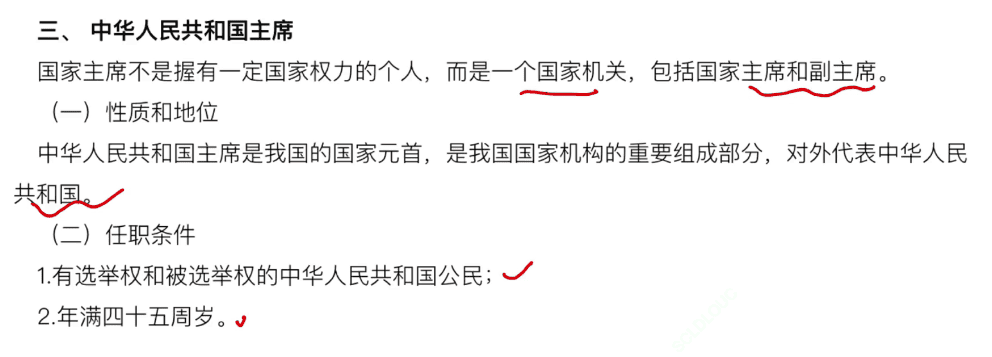 三、 中华人民共和国主席
国家主席不是握有一定国家权力的个人，而是一个国家机关，包括国家主席和副主席。
（一）性质和地位
中华人民共和国主席是我国的国家元首，是我国国家机构的重要组成部分，对外代表中华人民
共和国。
（二）任职条件
1.有选举权和被选举权的中华人民共和国公民；
2.年满四十五周岁。